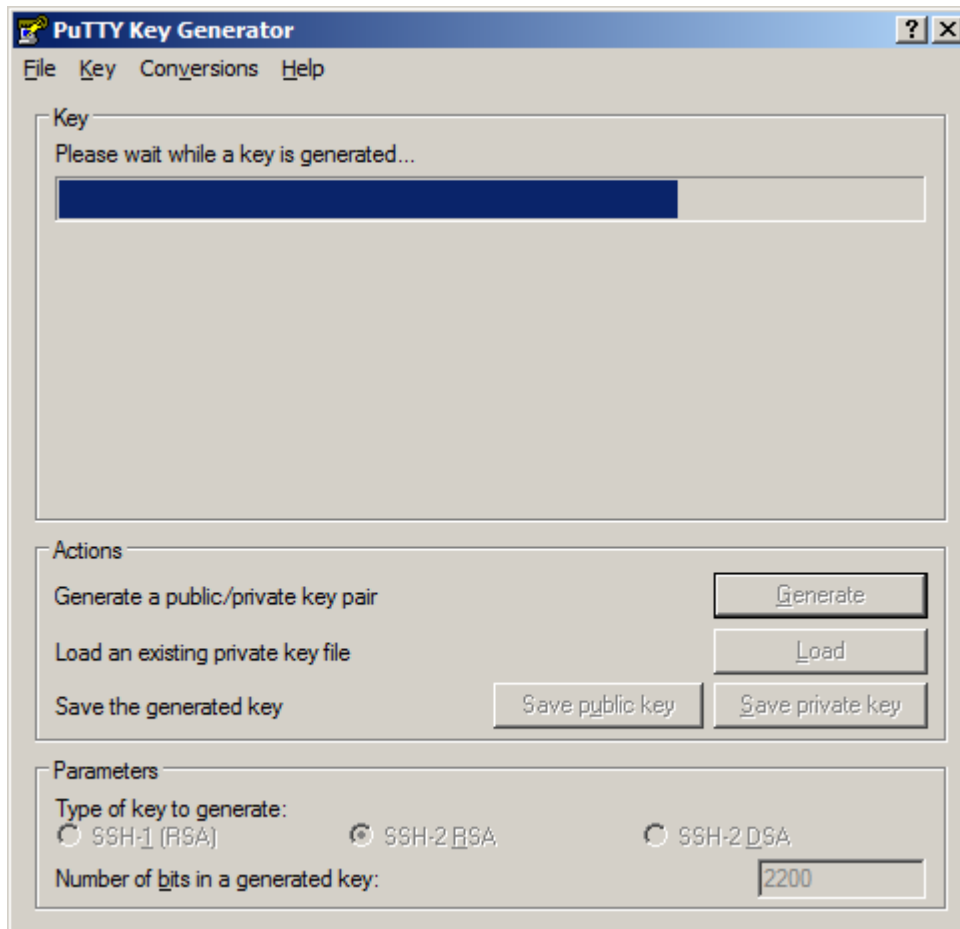 PuTTY Key Generator
File Key Conversions Help
Key
Please wait while a key is generated...
Actions
Generate a public/private key pair Generate
Load an existing private key file Load
Save the generated key Save public key Save private key
Parameters
Type of key to generate:
SSH-1 (RSA) SSH-2 RSA SSH-2 DSA
Number of bits in a generated key: 2200